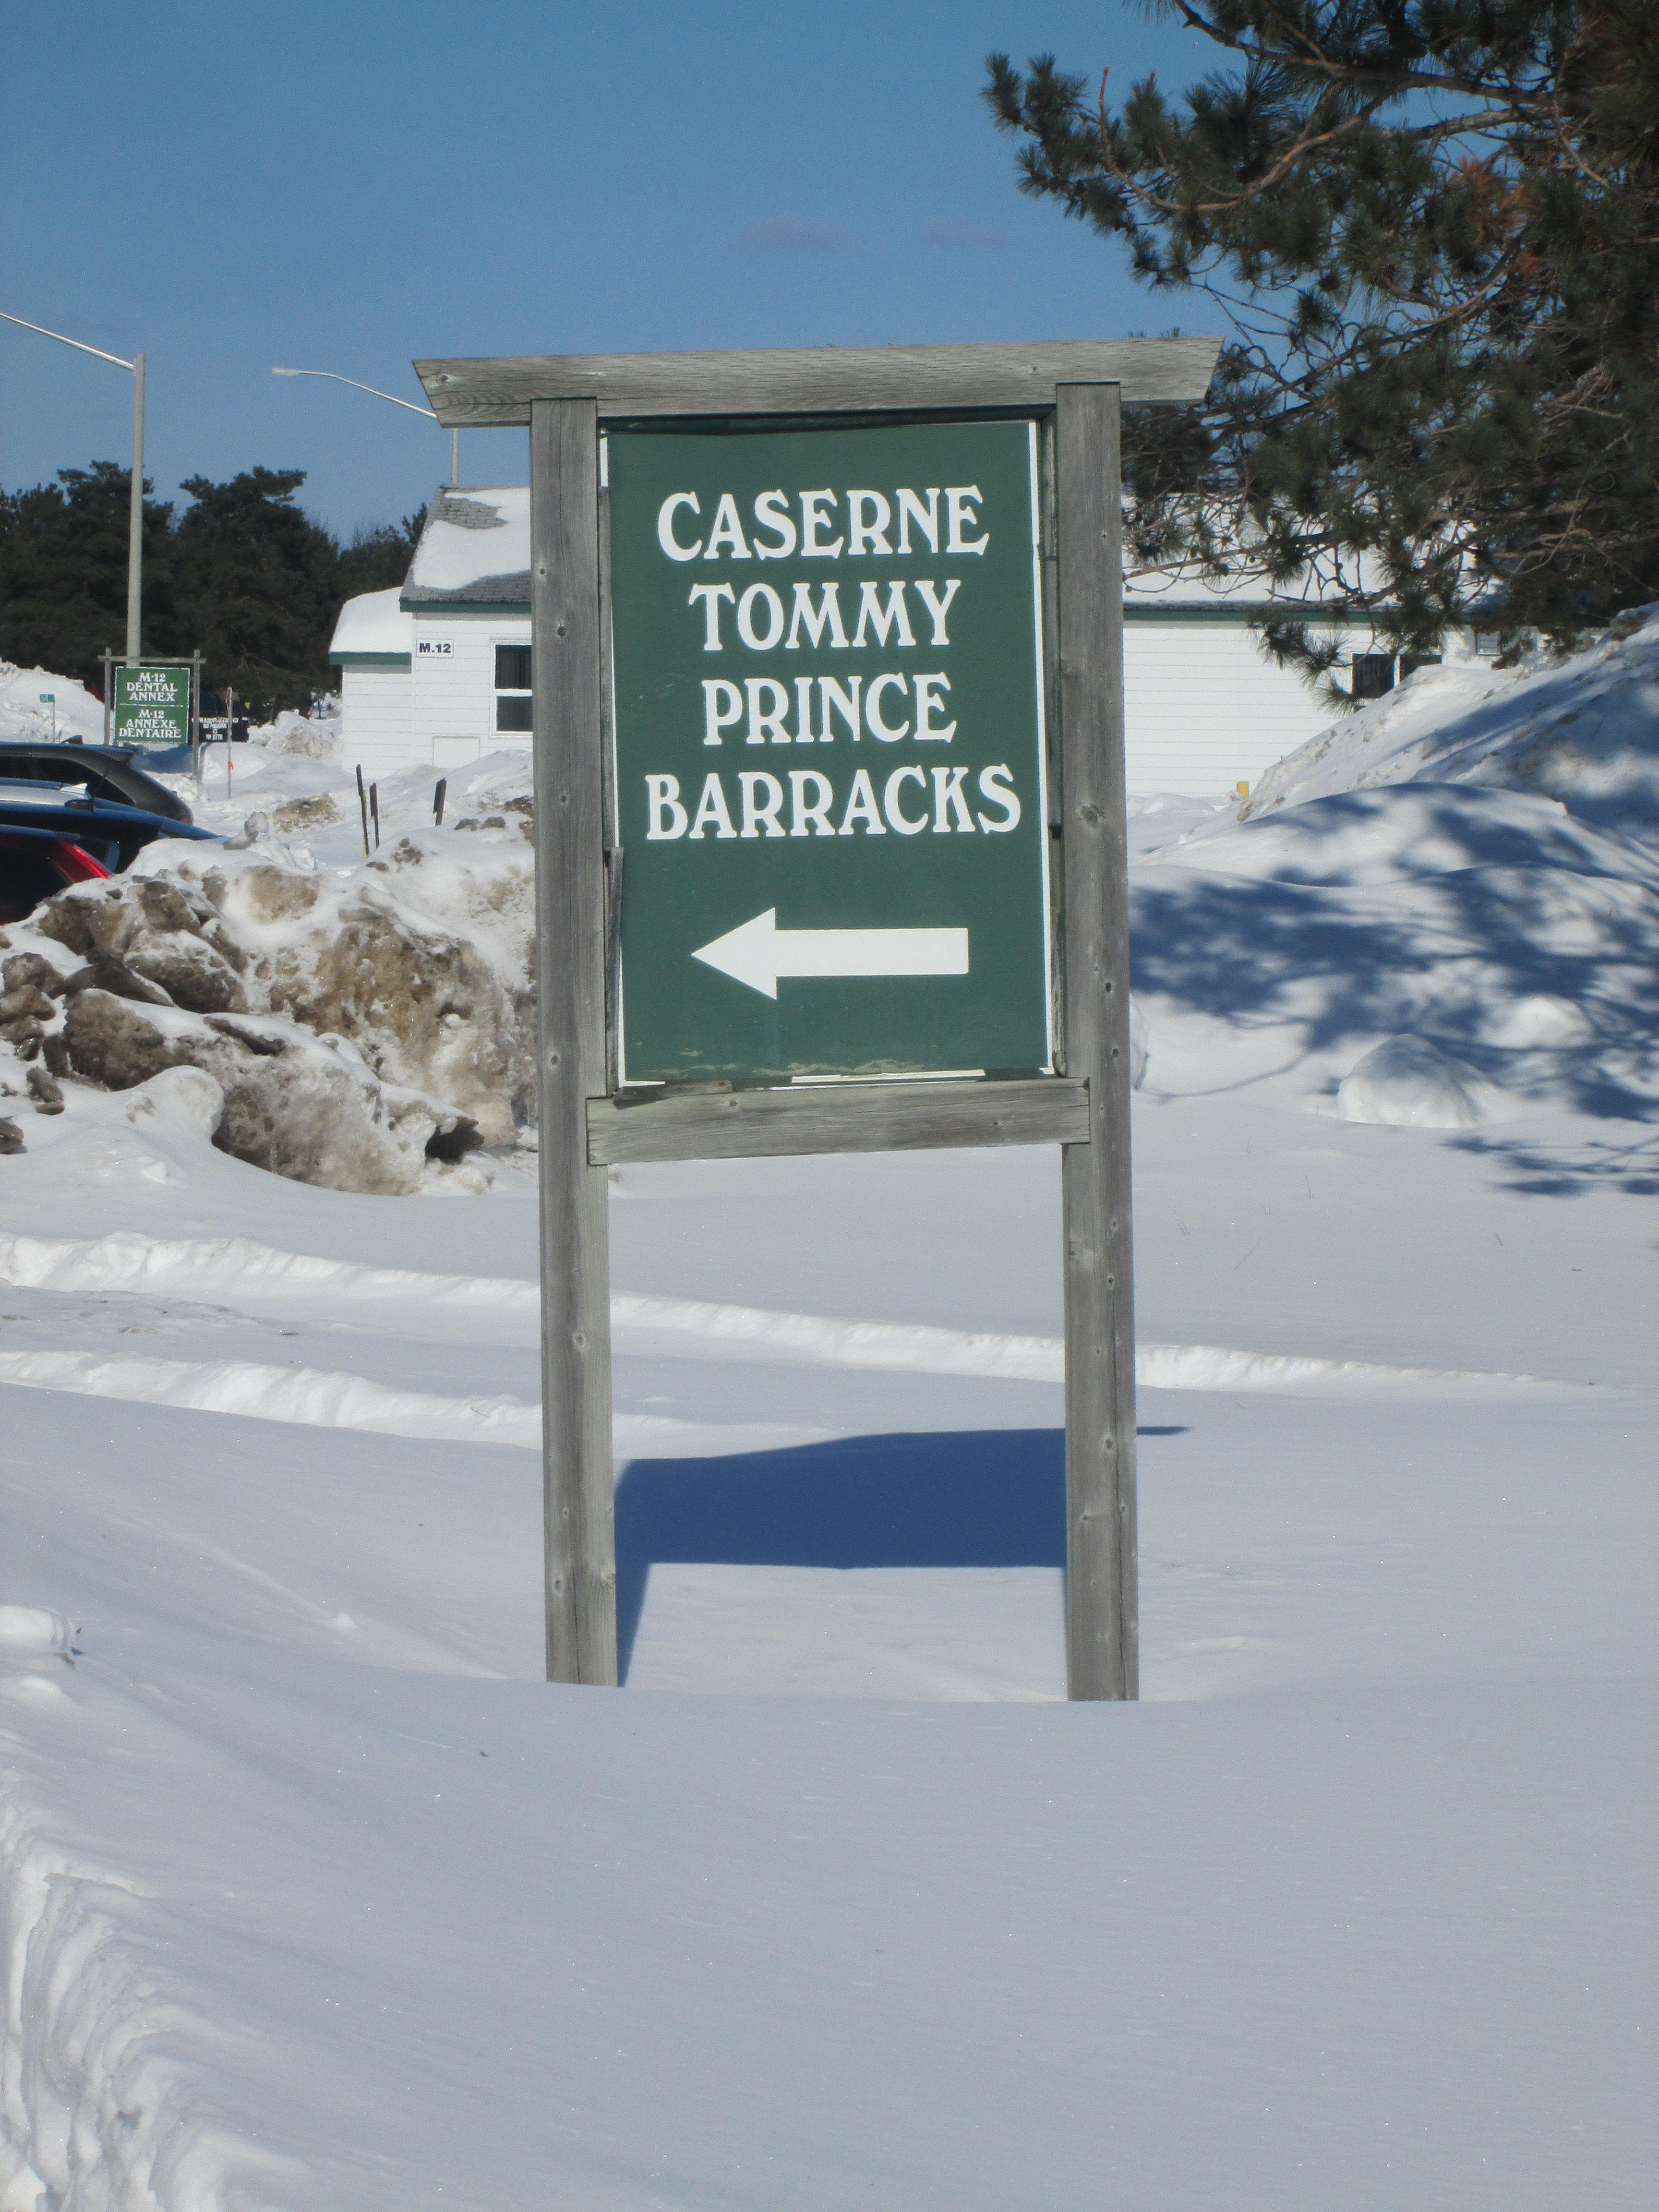 CASERNE
TOMMY
PRINCE
BARRACKS
M.12
M-12
DENTAL
ANNEX
M-12
ANNEXE
DENTAIRE